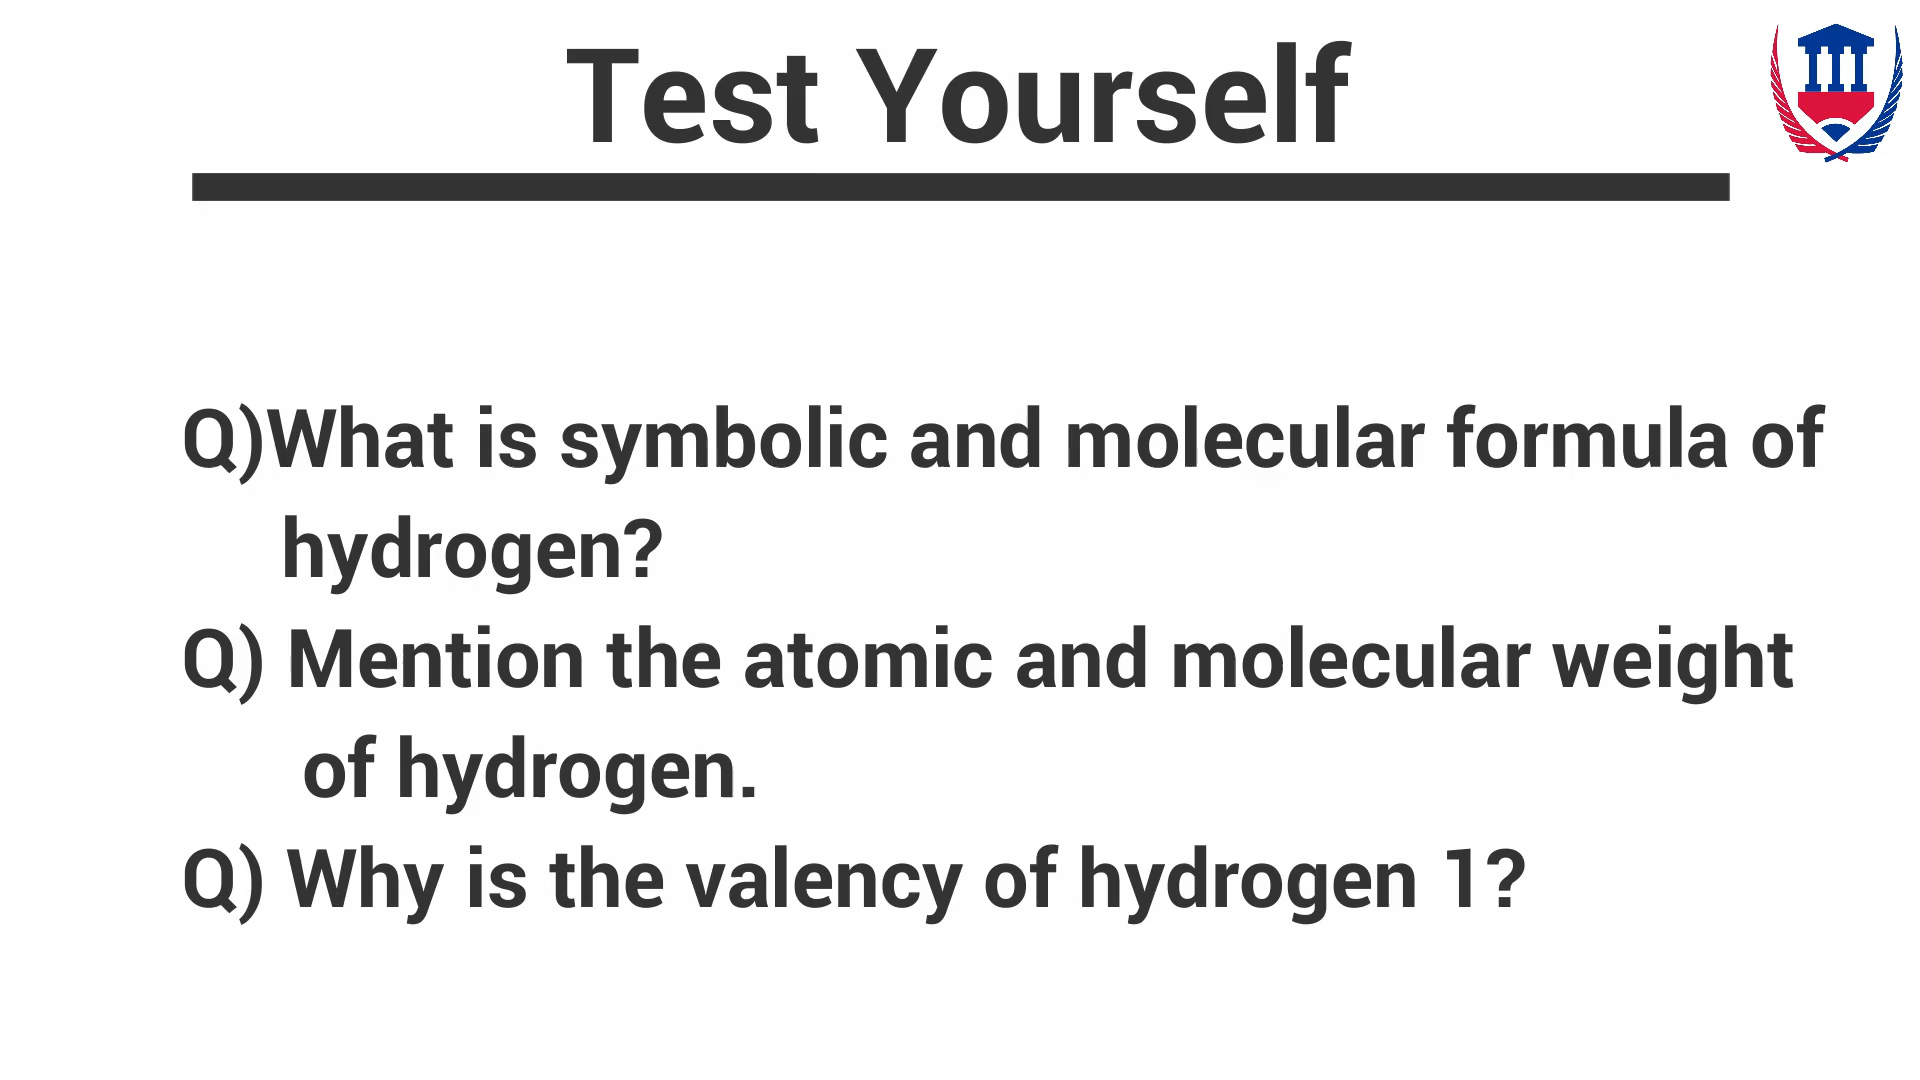 Test Yourself
Q)What is symbolic and molecular formula of
hydrogen?
Q) Mention the atomic and molecular weight
of hydrogen.
Q) Why is the valency of hydrogen 1?